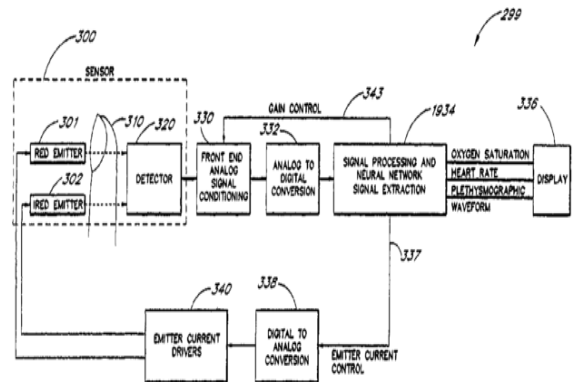 299
300
SENSOR
301
310
320
RED EMITTER
302
IRED EMITTER
DETECTOR
330
FRONT END
ANALOG
SIGNAL
CONDITIONING
GAIN CONTROL
343
332
ANALOG TO
DIGITAL
CONVERSION
1934
SIGNAL PROCESSING AND
NEURAL NETWORK
SIGNAL EXTRACTION
OXYGEN SATURATION
HEART RATE
PLETHYSMOGRAPHIC
WAVEFORM
336
DISPLAY
337
340
EMITTER CURRENT
DRIVERS
338
DIGITAL TO
ANALOG
CONVERSION
EMITTER CURRENT
CONTROL